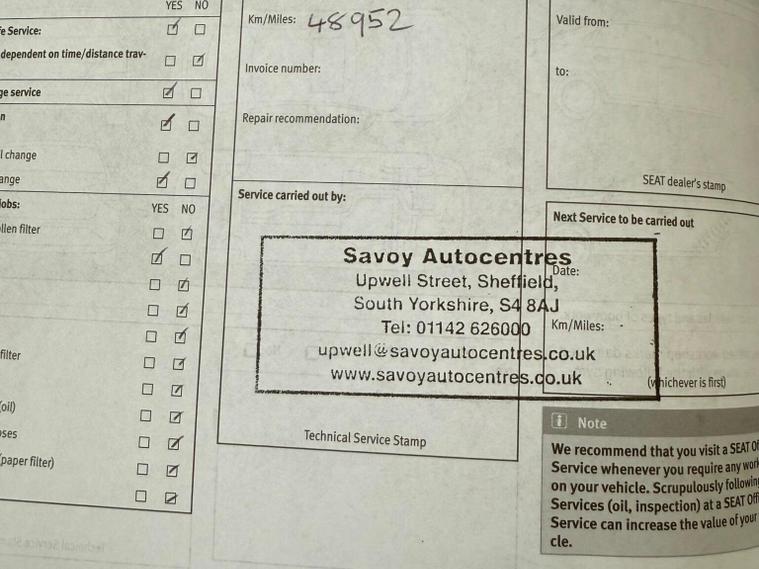 YES NO
e Service:
dependent on time/distance trav-
ge service
n
l change
ange
jobs:
YES NO
llen filter
filter
(oil)
oses
(paper filter)
Km/Miles: 48952
Invoice number:
Repair recommendation:
Service carried out by:
Savoy Autocentres
Upwell Street, Sheffield,
South Yorkshire, S4 8AJ
Tel: 01142 626000
upwell@savoyautocentres.co.uk
www.savoyautocentres.co.uk
Technical Service Stamp
Valid from:
to:
SEAT dealer's stamp
Next Service to be carried out
Date:
Km/Miles:
(whichever is first)
i Note
We recommend that you visit a SEAT Of
Service whenever you require any work
on your vehicle. Scrupulously following
Services (oil, inspection) at a SEAT Offi
Service can increase the value of your
cle.